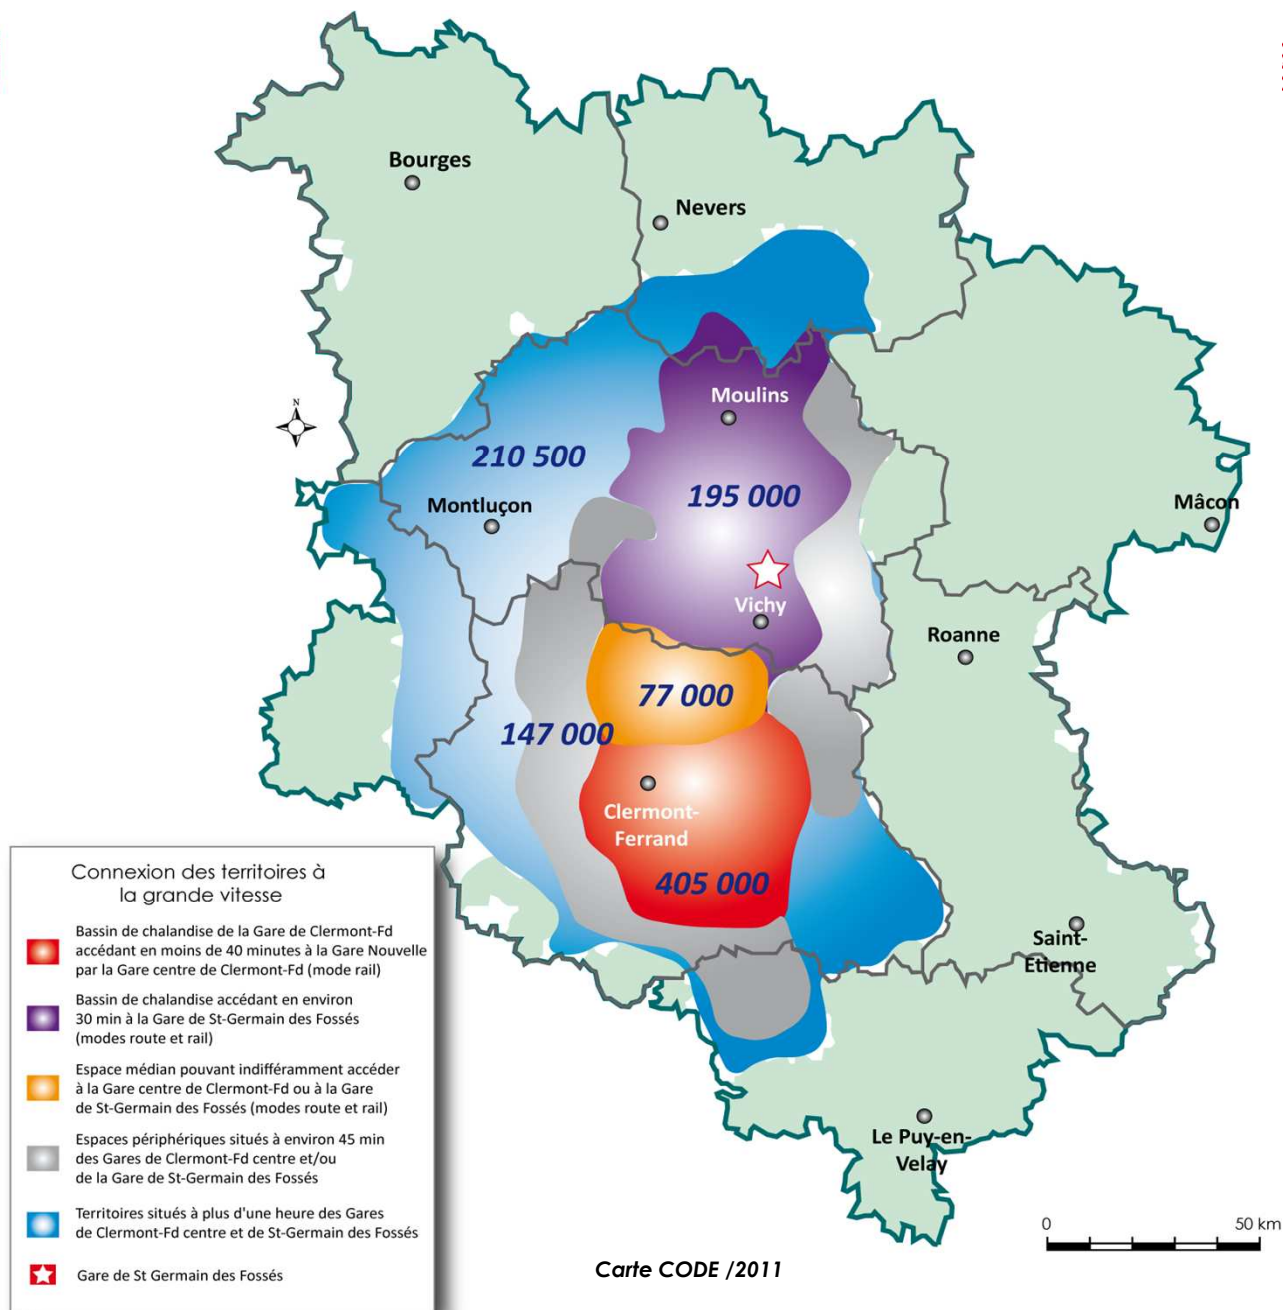 Bourges
Nevers
N
Moulins
210 500
195 000
Montluçon
Mâcon
Vichy
Roanne
77 000
147 000
Clermont-
Ferrand
405 000
Saint-
Etienne
Le Puy-en-
Velay
Connexion des territoires à
la grande vitesse
Bassin de chalandise de la Gare de Clermont-Fd
accédant en moins de 40 minutes à la Gare Nouvelle
par la Gare centre de Clermont-Fd (mode rail)
Bassin de chalandise accédant en environ
30 min à la Gare de St-Germain des Fossés
(modes route et rail)
Espace médian pouvant indifféramment accéder
à la Gare centre de Clermont-Fd ou à la Gare
de St-Germain des Fossés (modes route et rail)
Espaces périphériques situés à environ 45 min
des Gares de Clermont-Fd centre et/ou
de la Gare de St-Germain des Fossés
Territoires situés à plus d'une heure des Gares
de Clermont-Fd centre et de St-Germain des Fossés
Gare de St Germain des Fossés
0 50 km
Carte CODE /2011